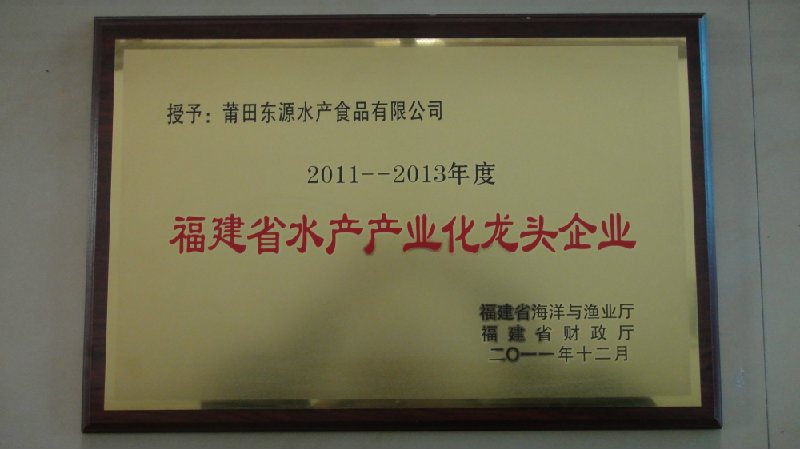 授予：莆田东源水产食品有限公司
2011--2013年度
福建省水产产业化龙头企业
福建省海洋与渔业厅
福建省财政厅
二〇一一年十二月